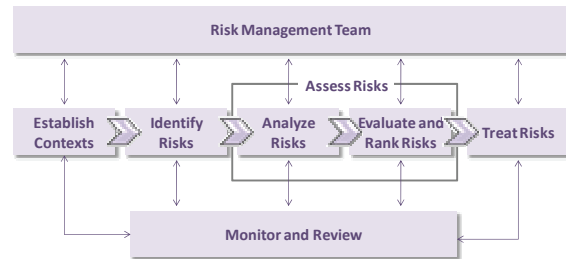 Risk Management Team
Assess Risks
Establish
Contexts
Identify
Risks
Analyze
Risks
Evaluate and
Rank Risks
Treat Risks
Monitor and Review